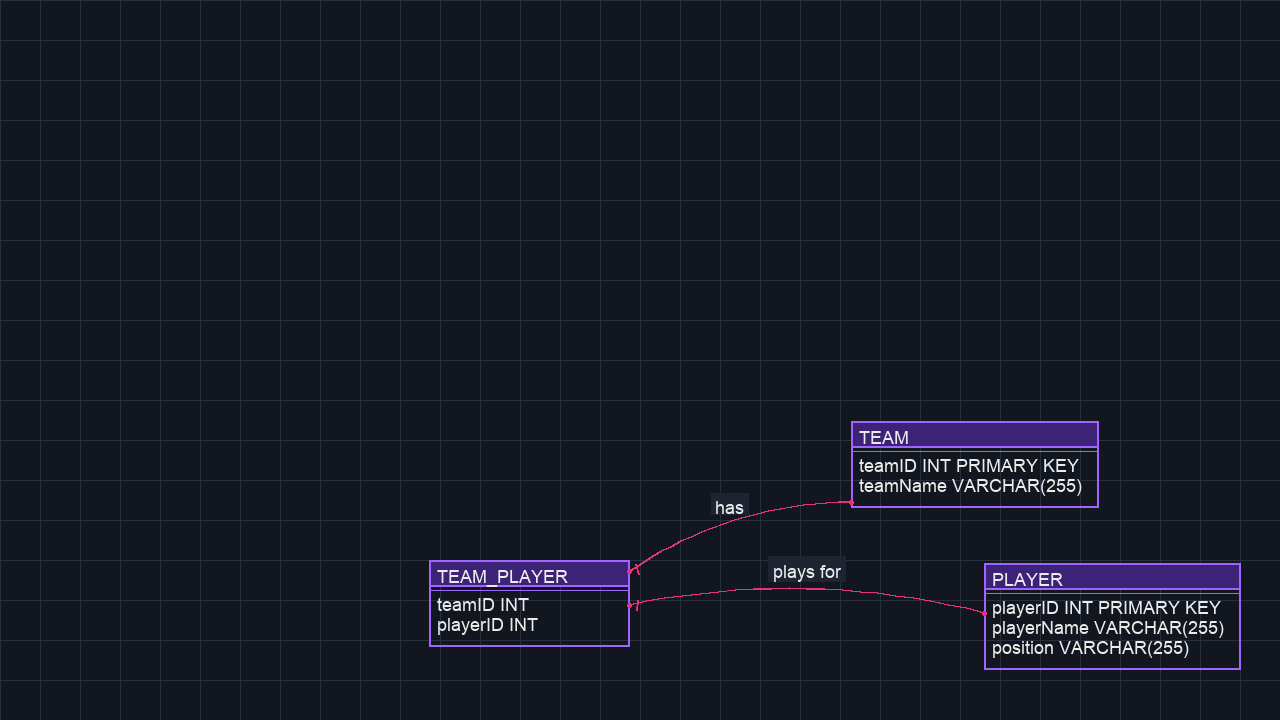 TEAM
teamID INT PRIMARY KEY
teamName VARCHAR(255)
has
plays for
TEAM_PLAYER
teamID INT
playerID INT
PLAYER
playerID INT PRIMARY KEY
playerName VARCHAR(255)
position VARCHAR(255)